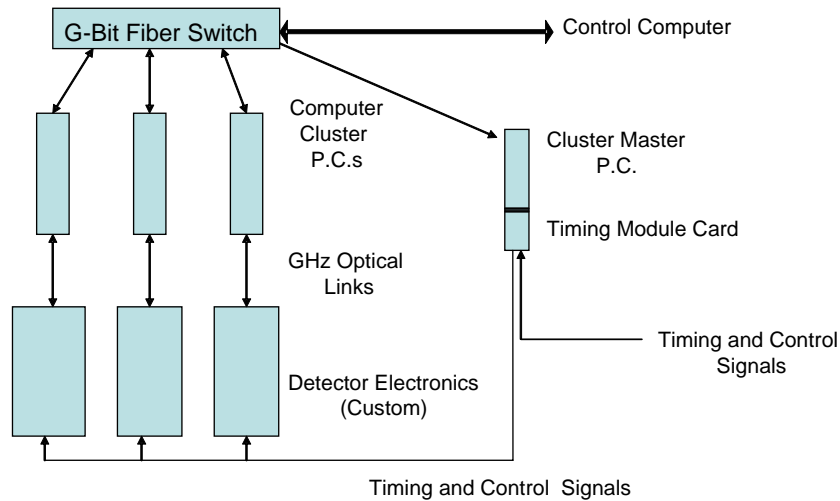 G-Bit Fiber Switch
Control Computer
Computer
Cluster
P.C.s
Cluster Master
P.C.
Timing Module Card
GHz Optical
Links
Timing and Control
Signals
Detector Electronics
(Custom)
Timing and Control  Signals